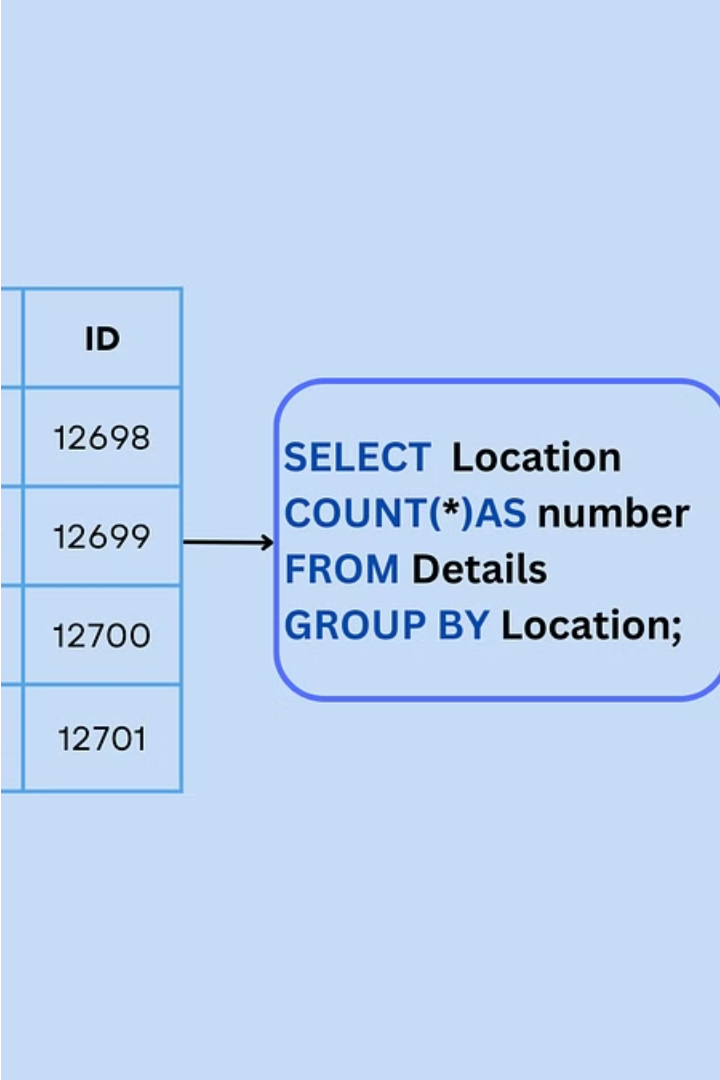 ID
12698
12699
12700
12701
SELECT Location
COUNT(*)AS number
FROM Details
GROUP BY Location;